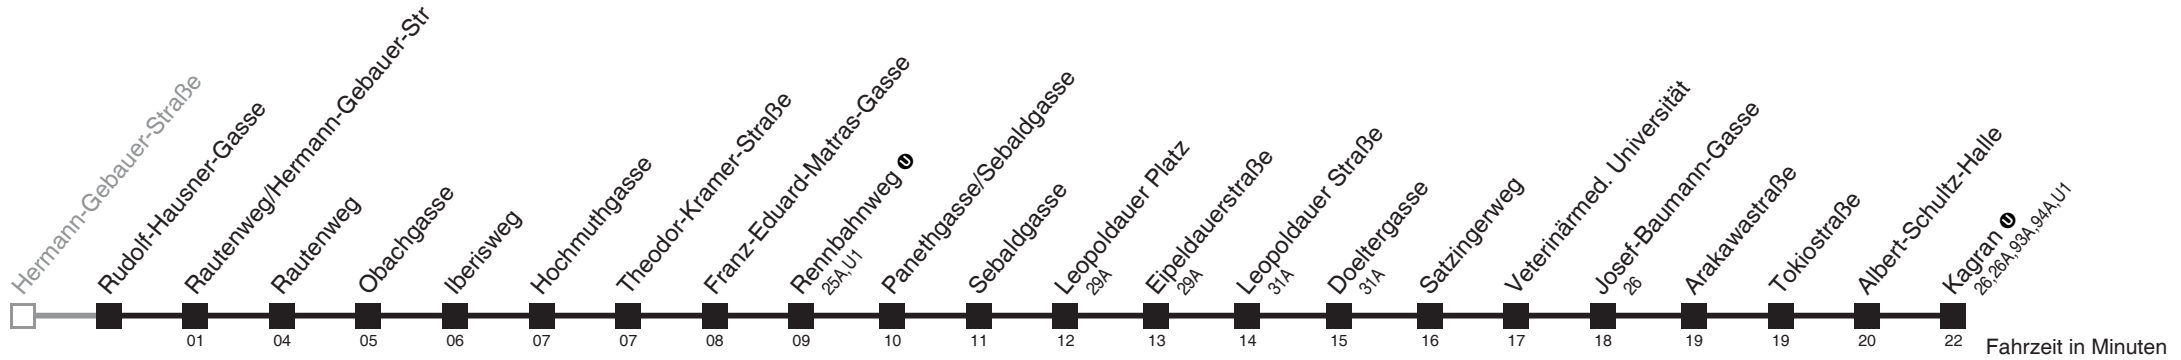 Hermann-Gebauer-Straße
Rudolf-Hausner-Gasse
Rautenweg/Hermann-Gebauer-Str
01
Rautenweg
04
Obachgasse
05
Iberisweg
06
Hochmuthgasse
07
Theodor-Kramer-Straße
07
Franz-Eduard-Matras-Gasse
08
Rennbahnweg U
25A,U1
09
Panethgasse/Sebaldgasse
10
Sebaldgasse
11
Leopoldauer Platz
29A
12
Eipeldauerstraße
29A
13
Leopoldauer Straße
31A
14
Doeltergasse
31A
15
Satzingerweg
16
Veterinärmed. Universität
17
Josef-Baumann-Gasse
26
18
Arakawastraße
19
Tokiostraße
19
Albert-Schultz-Halle
20
Kagran U
26,26A,93A,94A,U1
22
Fahrzeit in Minuten